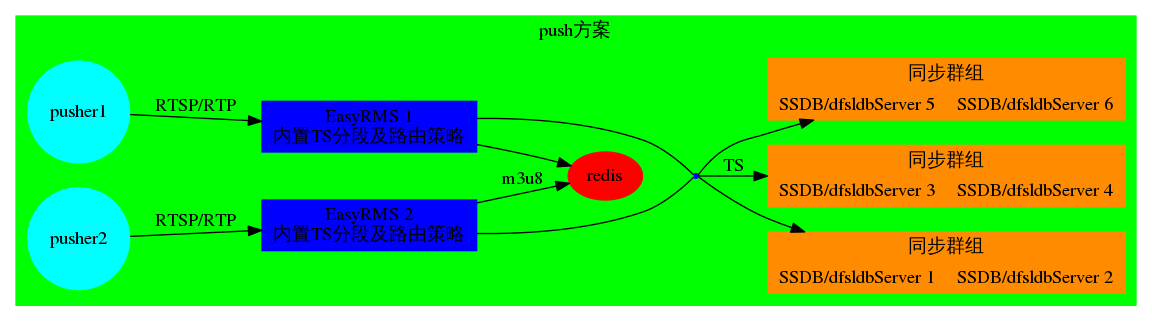 push方案
pusher1
RTSP/RTP
EasyRMS 1
内置TS分段及路由策略
pusher2
RTSP/RTP
EasyRMS 2
内置TS分段及路由策略
m3u8
redis
TS
同步群组
SSDB/dfsldbServer 5 SSDB/dfsldbServer 6
同步群组
SSDB/dfsldbServer 3 SSDB/dfsldbServer 4
同步群组
SSDB/dfsldbServer 1 SSDB/dfsldbServer 2